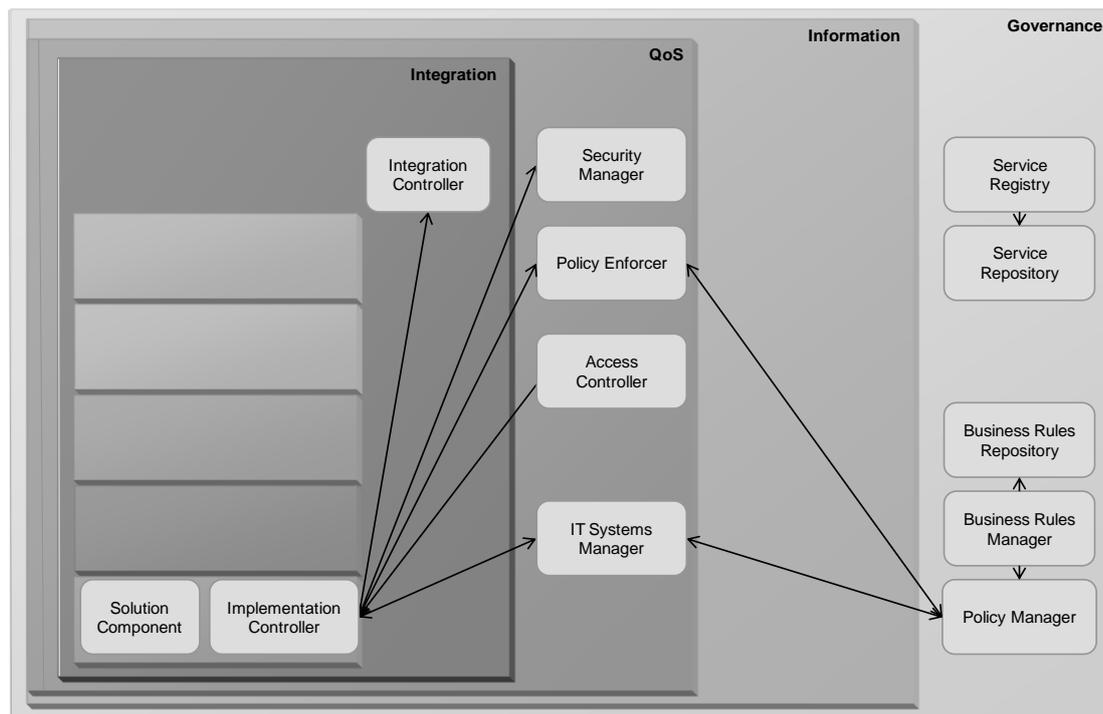 Governance
Information
QoS
Integration
Integration
Controller
Security
Manager
Service
Registry
Policy Enforcer
Service
Repository
Access
Controller
Business Rules
Repository
IT Systems
Manager
Business Rules
Manager
Solution
Component
Implementation
Controller
Policy Manager